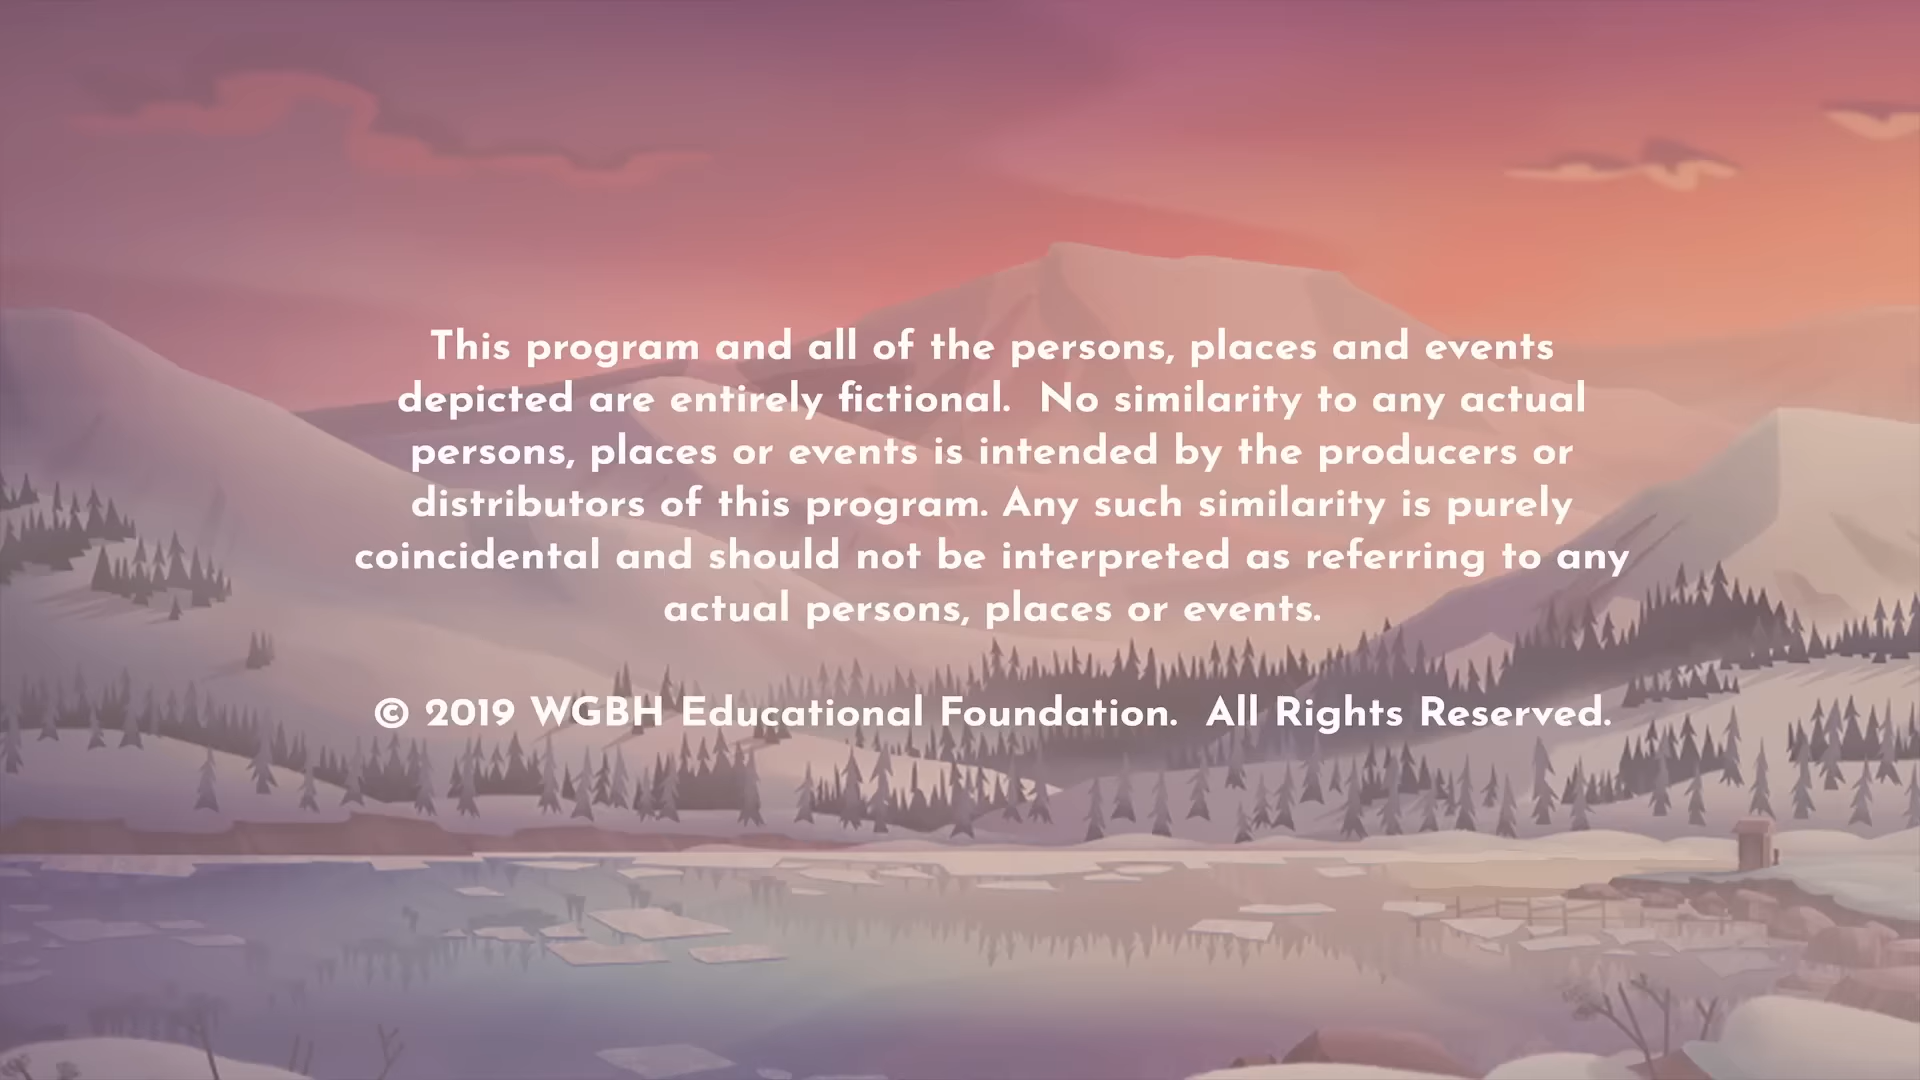 This program and all of the persons, places and events
depicted are entirely fictional.  No similarity to any actual
persons, places or events is intended by the producers or
distributors of this program. Any such similarity is purely
coincidental and should not be interpreted as referring to any
actual persons, places or events.
© 2019 WGBH Educational Foundation.  All Rights Reserved.